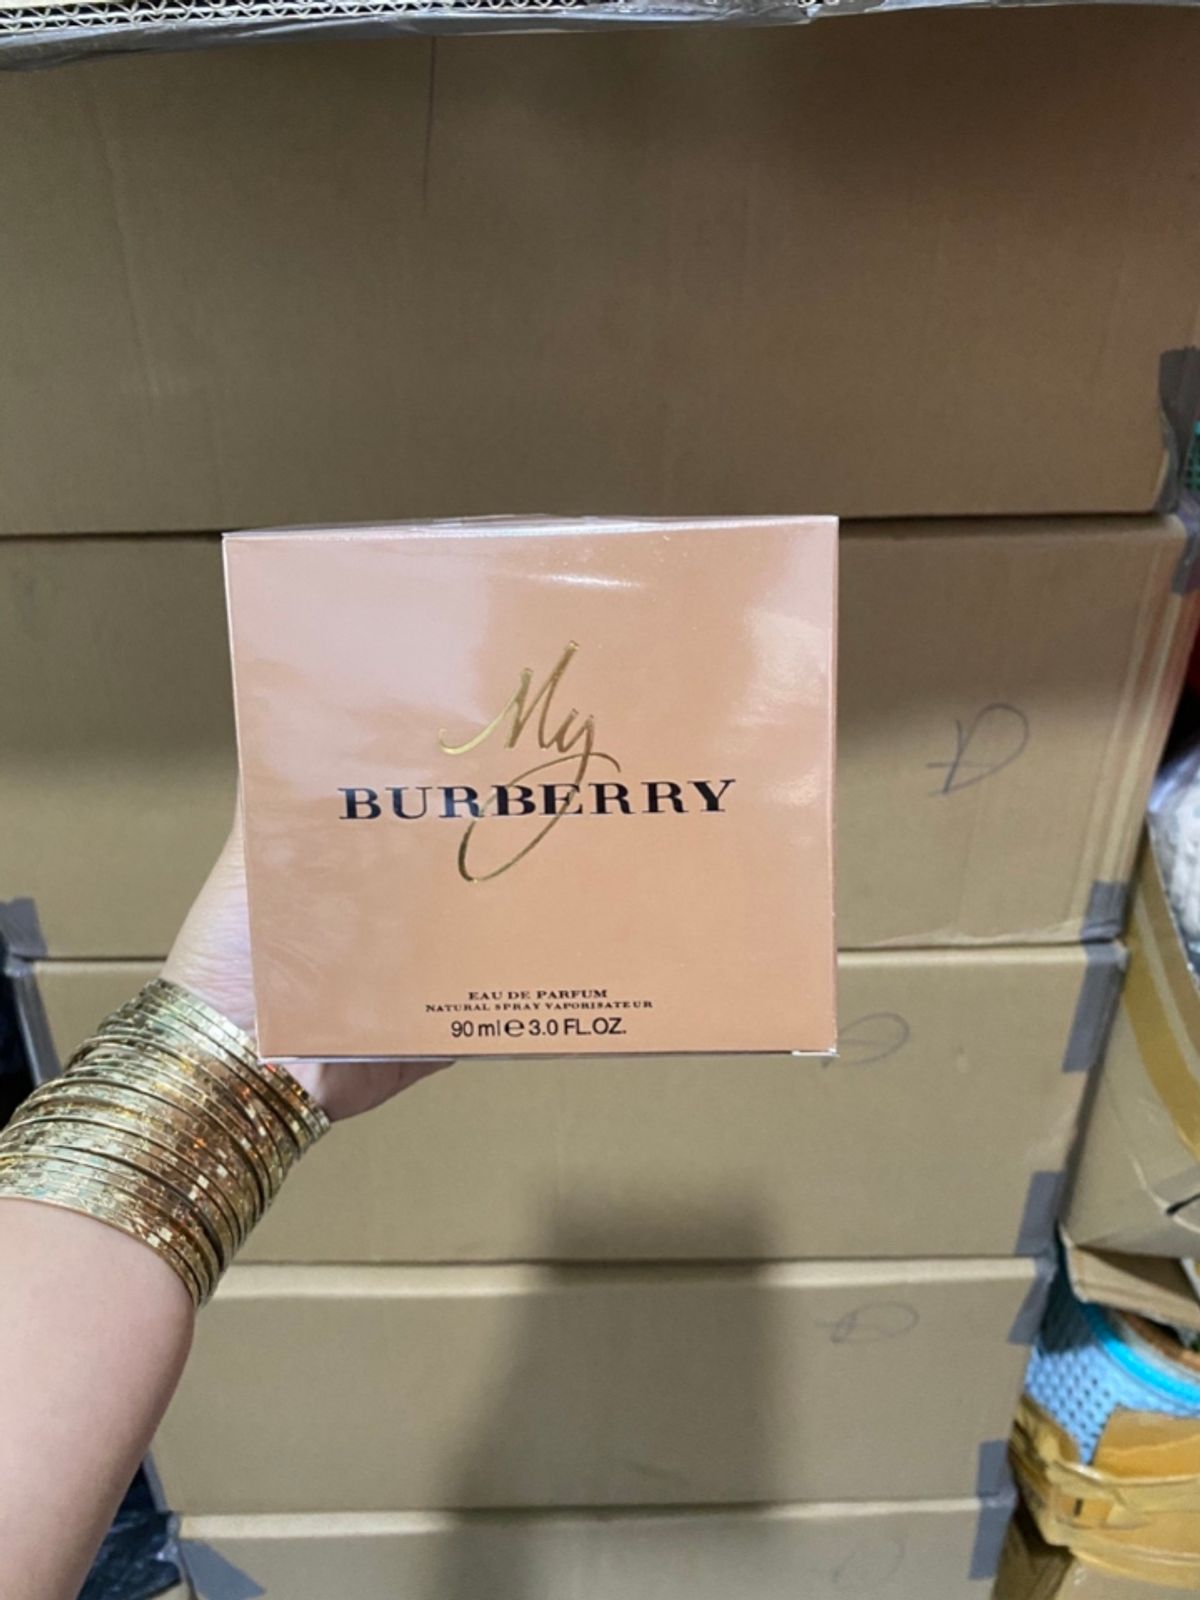 My
BURBERRY
EAU DE PARFUM
NATURAL SPRAY VAPORISATEUR
90 ml e 3.0 FL.OZ.